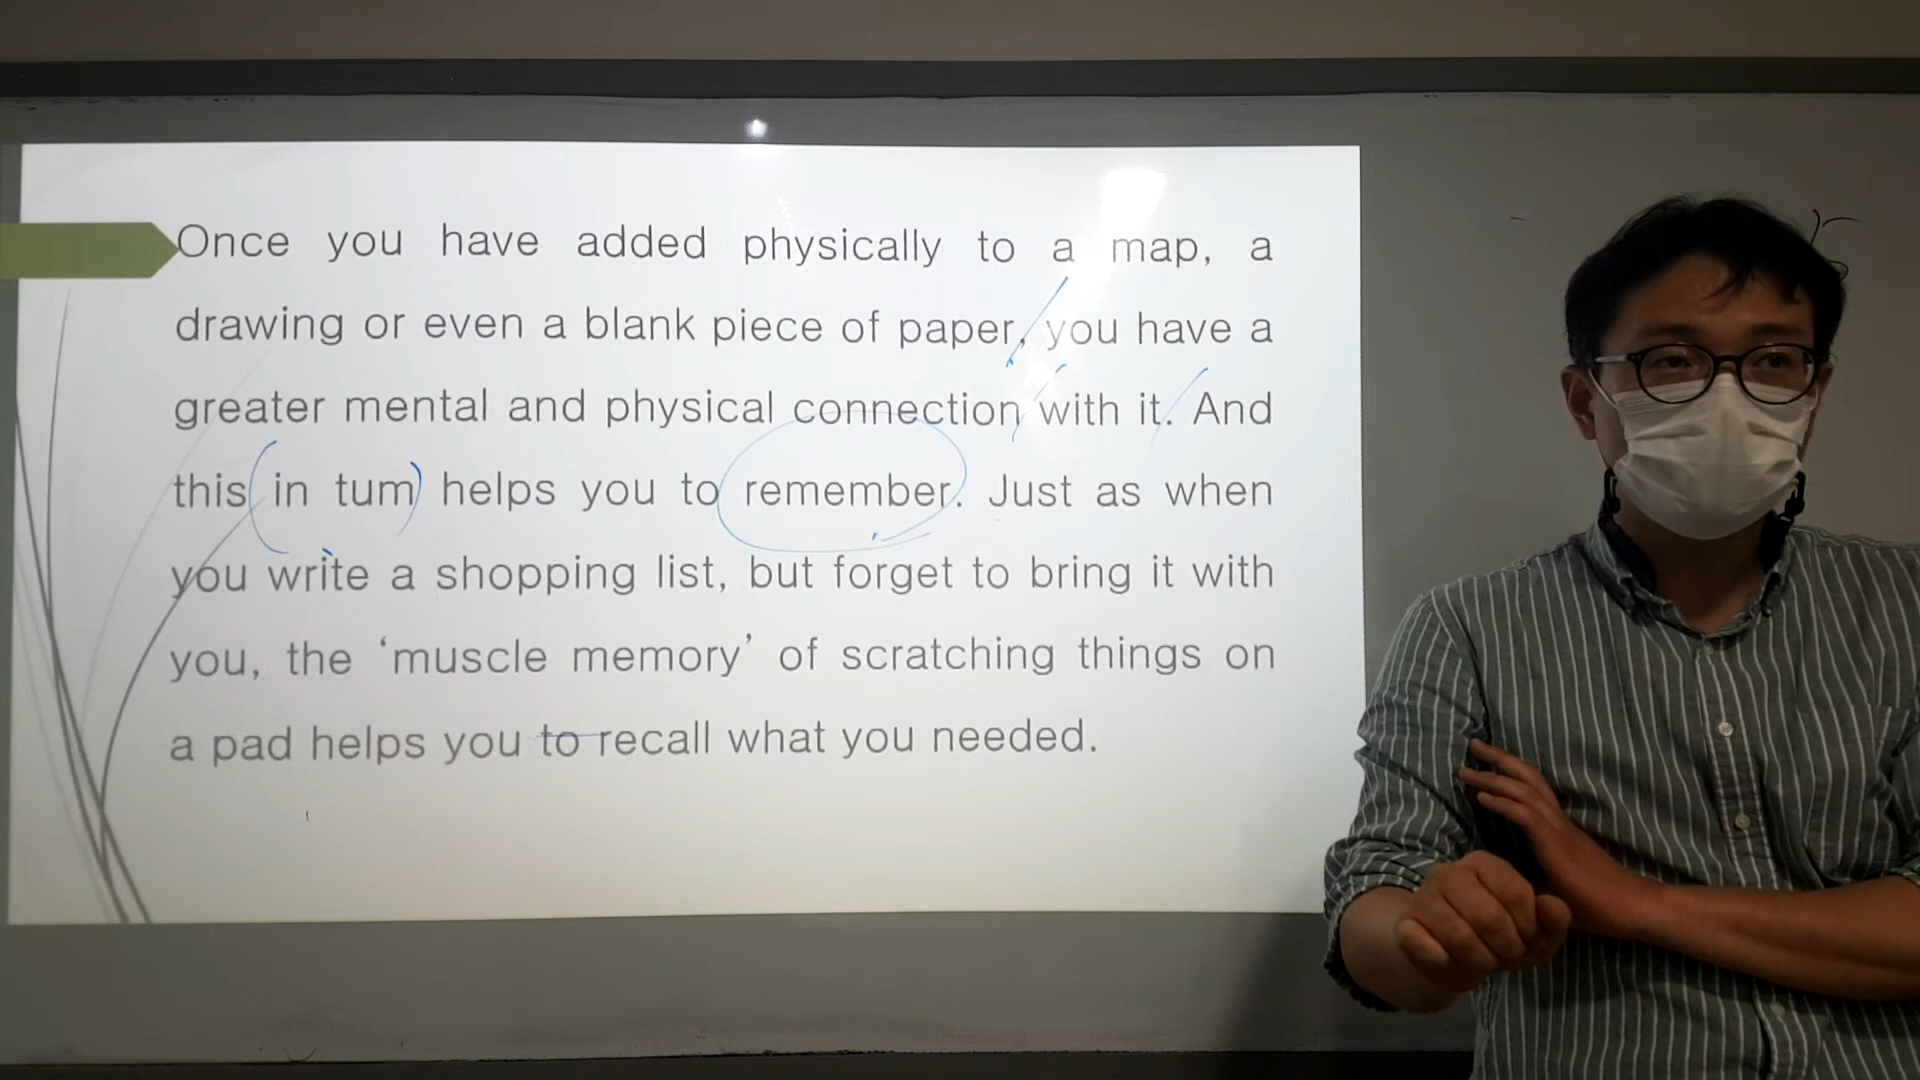 Once you have added physically to a map, a
drawing or even a blank piece of paper, you have a
greater mental and physical connection with it. And
this in tum helps you to remember. Just as when
you write a shopping list, but forget to bring it with
you, the ‘muscle memory’ of scratching things on
a pad helps you to recall what you needed.